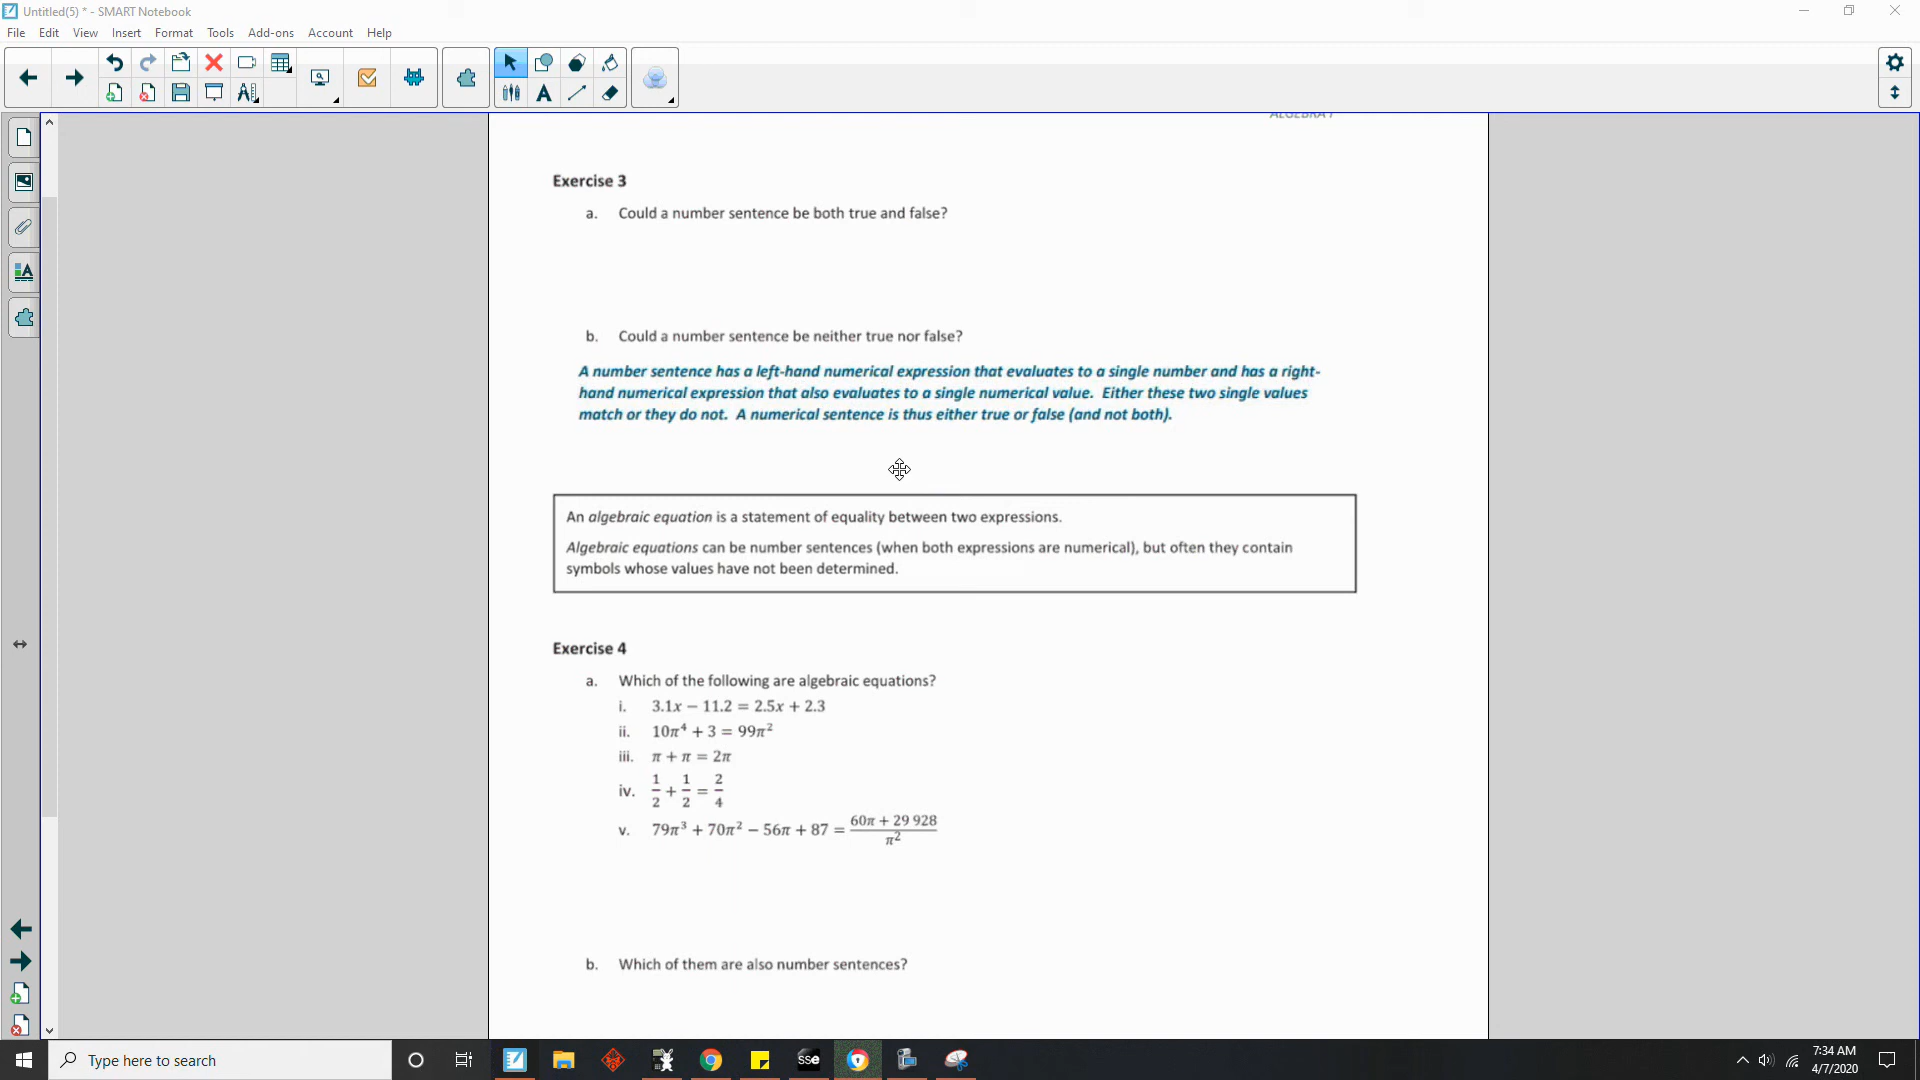 Untitled(5) * - SMART Notebook
File Edit View Insert Format Tools Add-ons Account Help
ALGEBRA I
Exercise 3
a. Could a number sentence be both true and false?
b. Could a number sentence be neither true nor false?
A number sentence has a left-hand numerical expression that evaluates to a single number and has a right-
hand numerical expression that also evaluates to a single numerical value. Either these two single values
match or they do not. A numerical sentence is thus either true or false (and not both).
An algebraic equation is a statement of equality between two expressions.
Algebraic equations can be number sentences (when both expressions are numerical), but often they contain
symbols whose values have not been determined.
Exercise 4
a. Which of the following are algebraic equations?
i. 3.1x − 11.2 = 2.5x + 2.3
ii. 10π⁴ + 3 = 99π²
iii. π + π = 2π
iv. 1/2 + 1/2 = 2/4
v. 79π³ + 70π² − 56π + 87 = (60π + 29 928)/π²
b. Which of them are also number sentences?
Type here to search
SSe
7:34 AM
4/7/2020